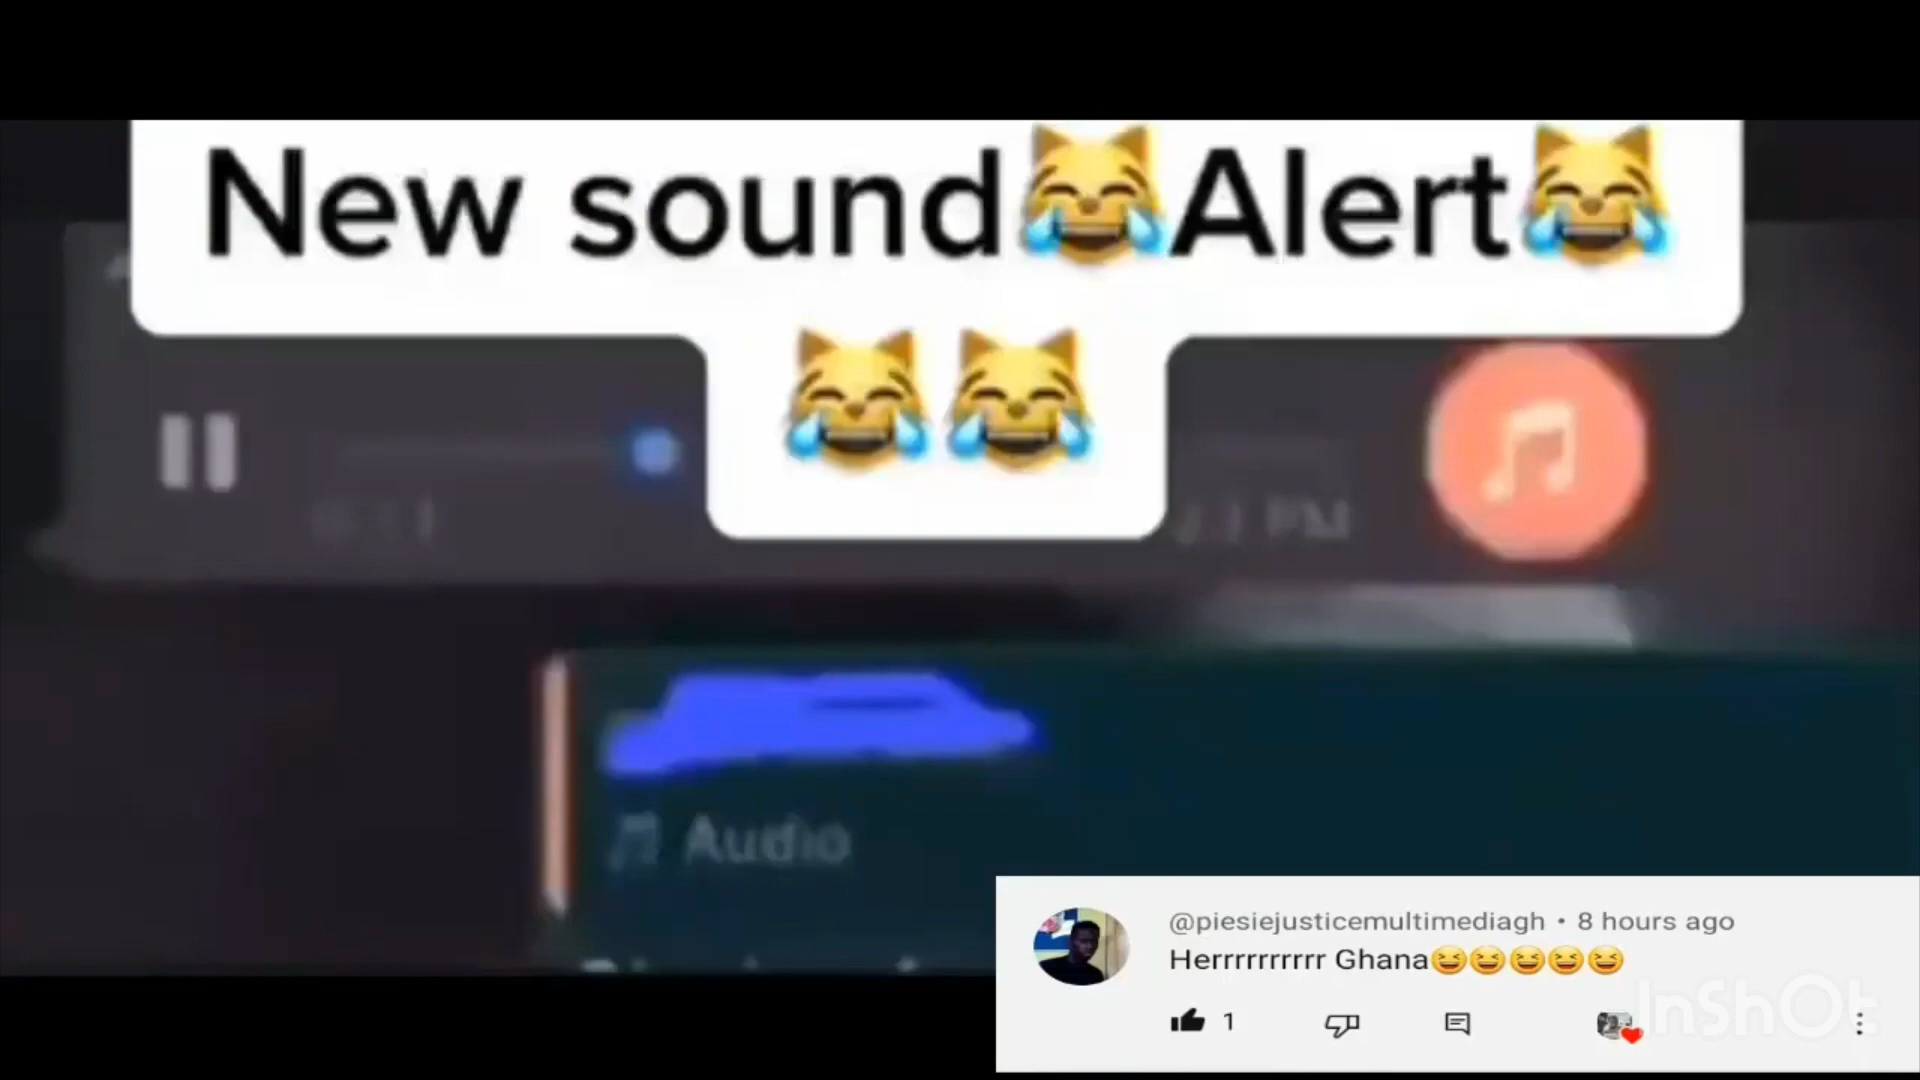 New sound😹Alert😹
😹😹
Audio
@piesiejusticemultimediagh • 8 hours ago
Herrrrrrrrrr Ghana😆😆😆😆😆
1
InShOt